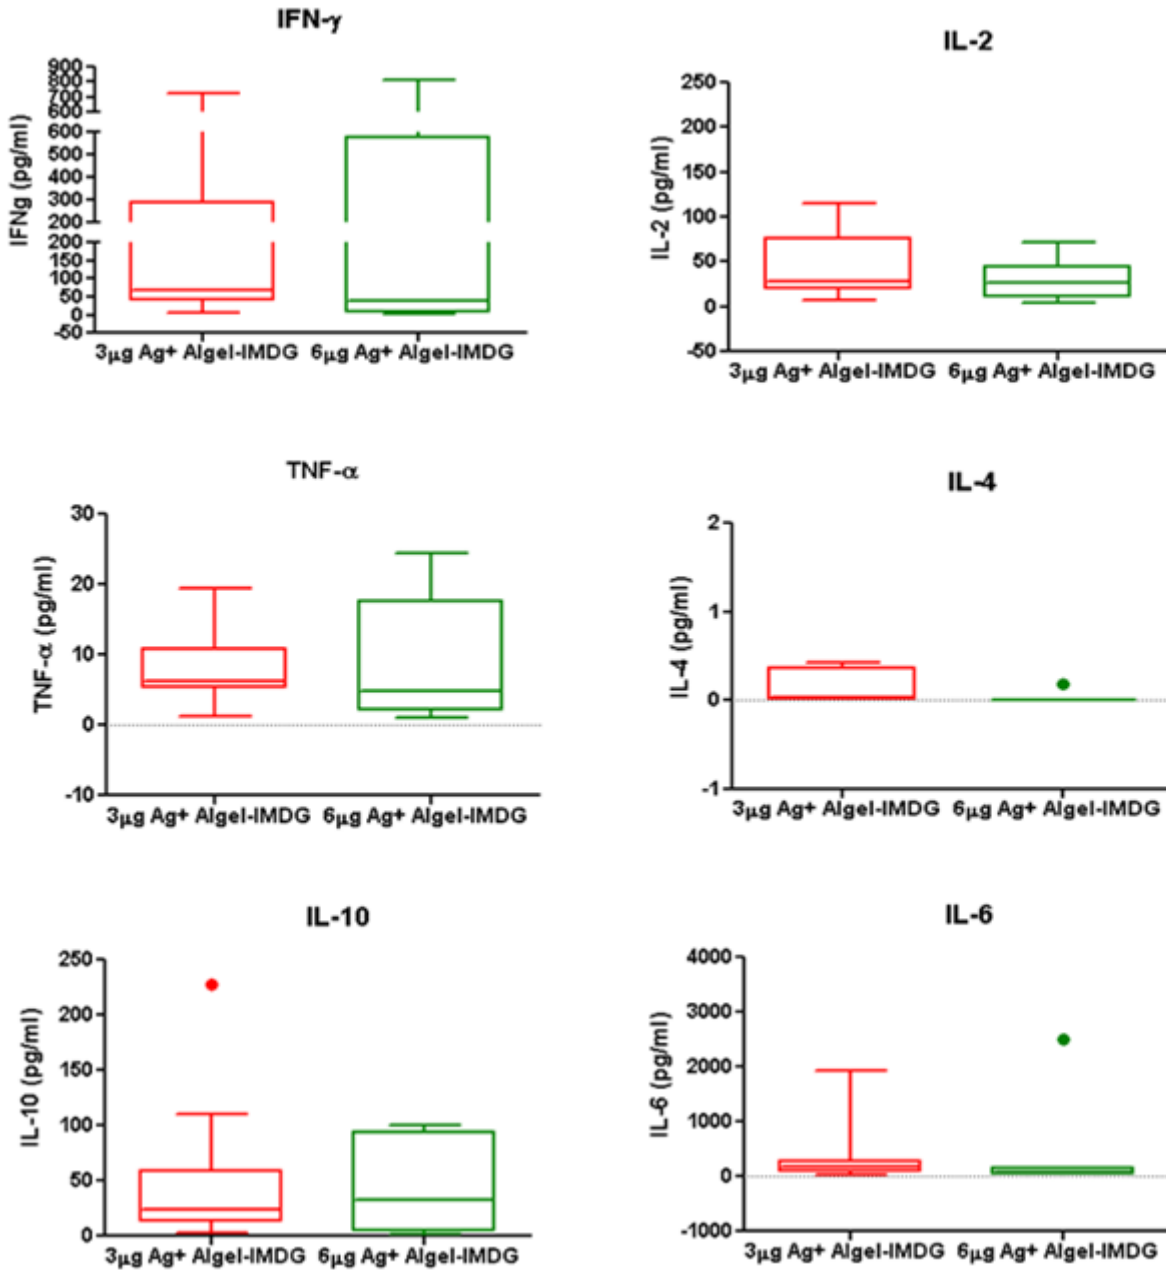 IFN-γ
IFNg (pg/ml)
900
800
700
600
600
500
400
300
200
200
150
100
50
0
-50
3μg Ag+ Algel-IMDG 6μg Ag+ Algel-IMDG
IL-2
IL-2 (pg/ml)
250
200
150
100
50
0
-50
3μg Ag+ Algel-IMDG 6μg Ag+ Algel-IMDG
TNF-α
TNF-α (pg/ml)
30
20
10
0
-10
3μg Ag+ Algel-IMDG 6μg Ag+ Algel-IMDG
IL-4
IL-4 (pg/ml)
2
1
0
-1
3μg Ag+ Algel-IMDG 6μg Ag+ Algel-IMDG
IL-10
IL-10 (pg/ml)
250
200
150
100
50
0
3μg Ag+ Algel-IMDG 6μg Ag+ Algel-IMDG
IL-6
IL-6 (pg/ml)
4000
3000
2000
1000
0
-1000
3μg Ag+ Algel-IMDG 6μg Ag+ Algel-IMDG